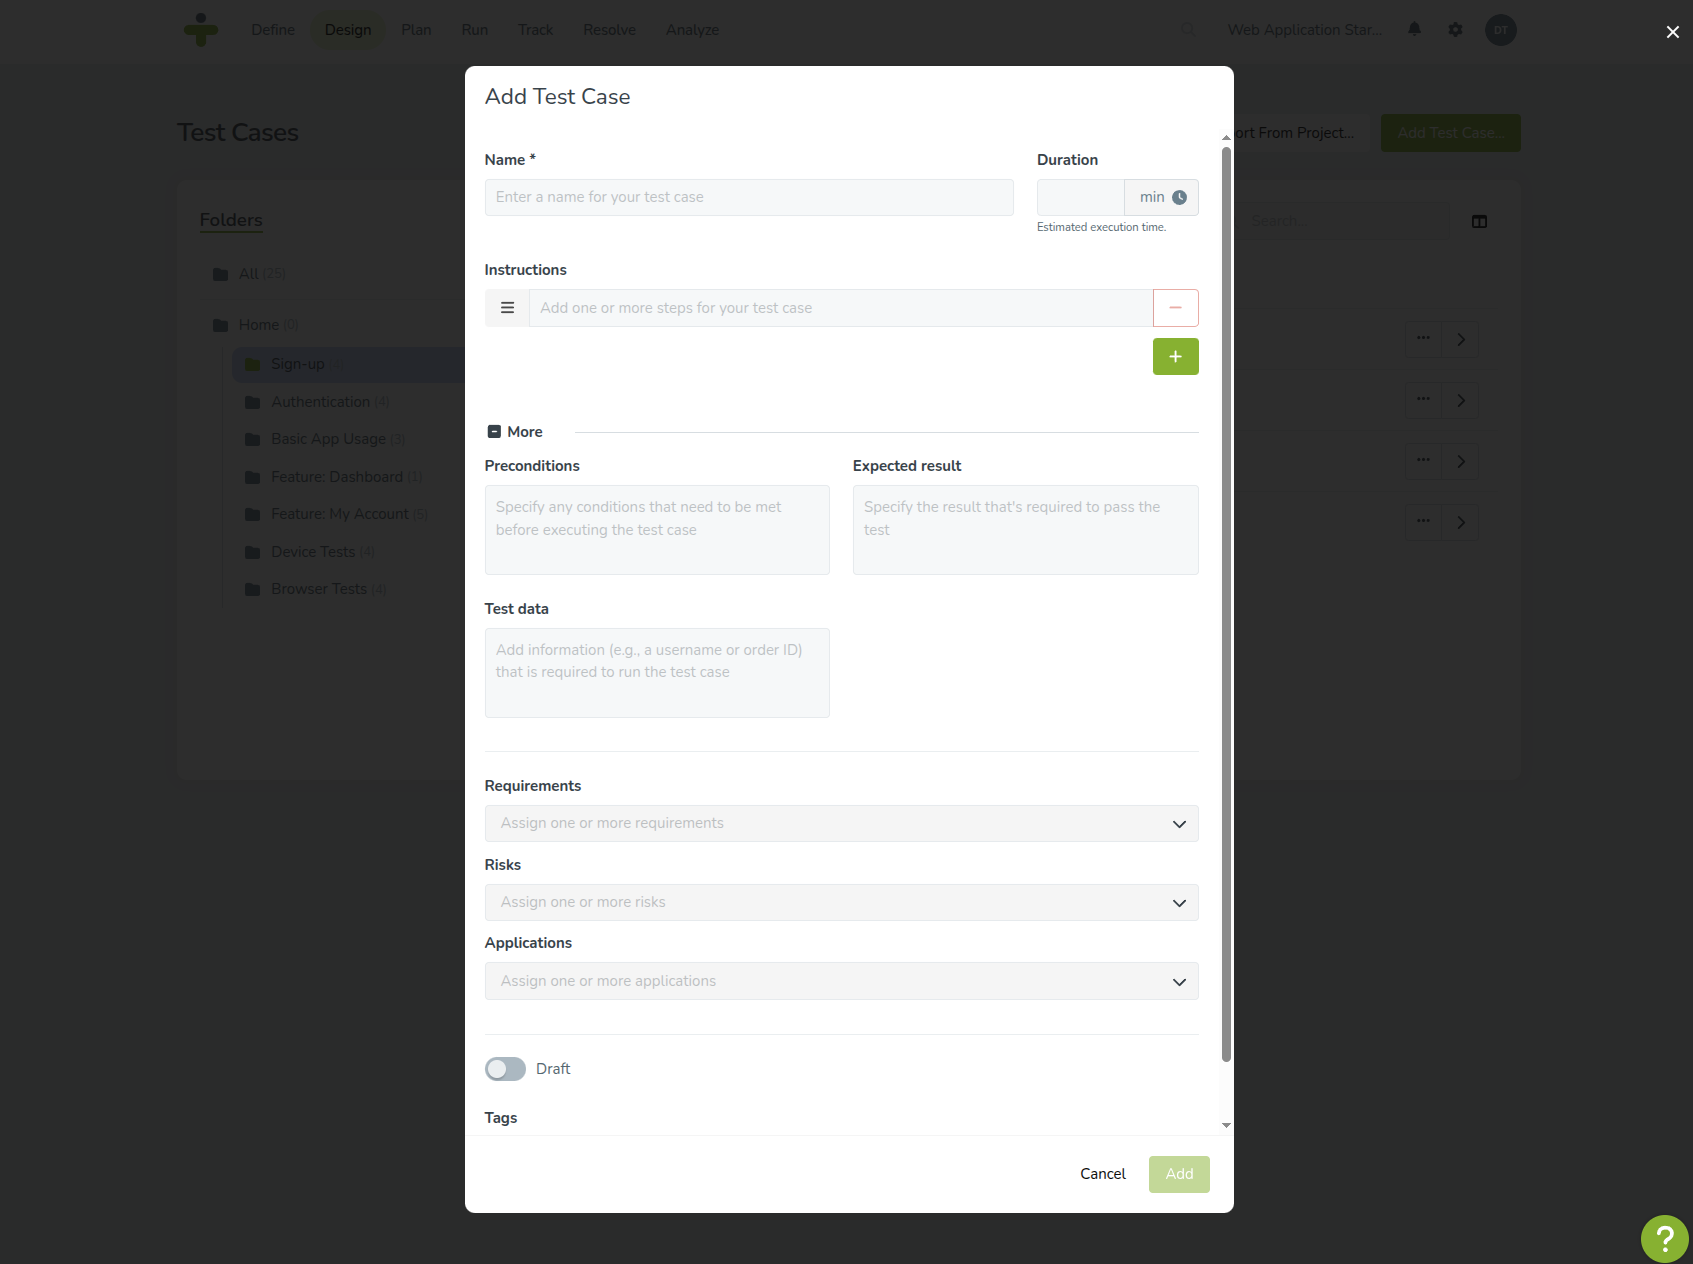 Define Design Plan Run Track Resolve Analyze Web Application Star... DT
Add Test Case
Test Cases
ort From Project... Add Test Case...
Name * Duration
Enter a name for your test case min
Estimated execution time.
Folders
Search...
All (25)
Instructions
Add one or more steps for your test case
Home (0)
Sign-up
Authentication (4)
Basic App Usage (3)
Feature: Dashboard (1)
Feature: My Account (5)
Device Tests (4)
Browser Tests (4)
More
Preconditions Expected result
Specify any conditions that need to be met
before executing the test case
Specify the result that's required to pass the
test
Test data
Add information (e.g., a username or order ID)
that is required to run the test case
Requirements
Assign one or more requirements
Risks
Assign one or more risks
Applications
Assign one or more applications
Draft
Tags
Cancel Add
?